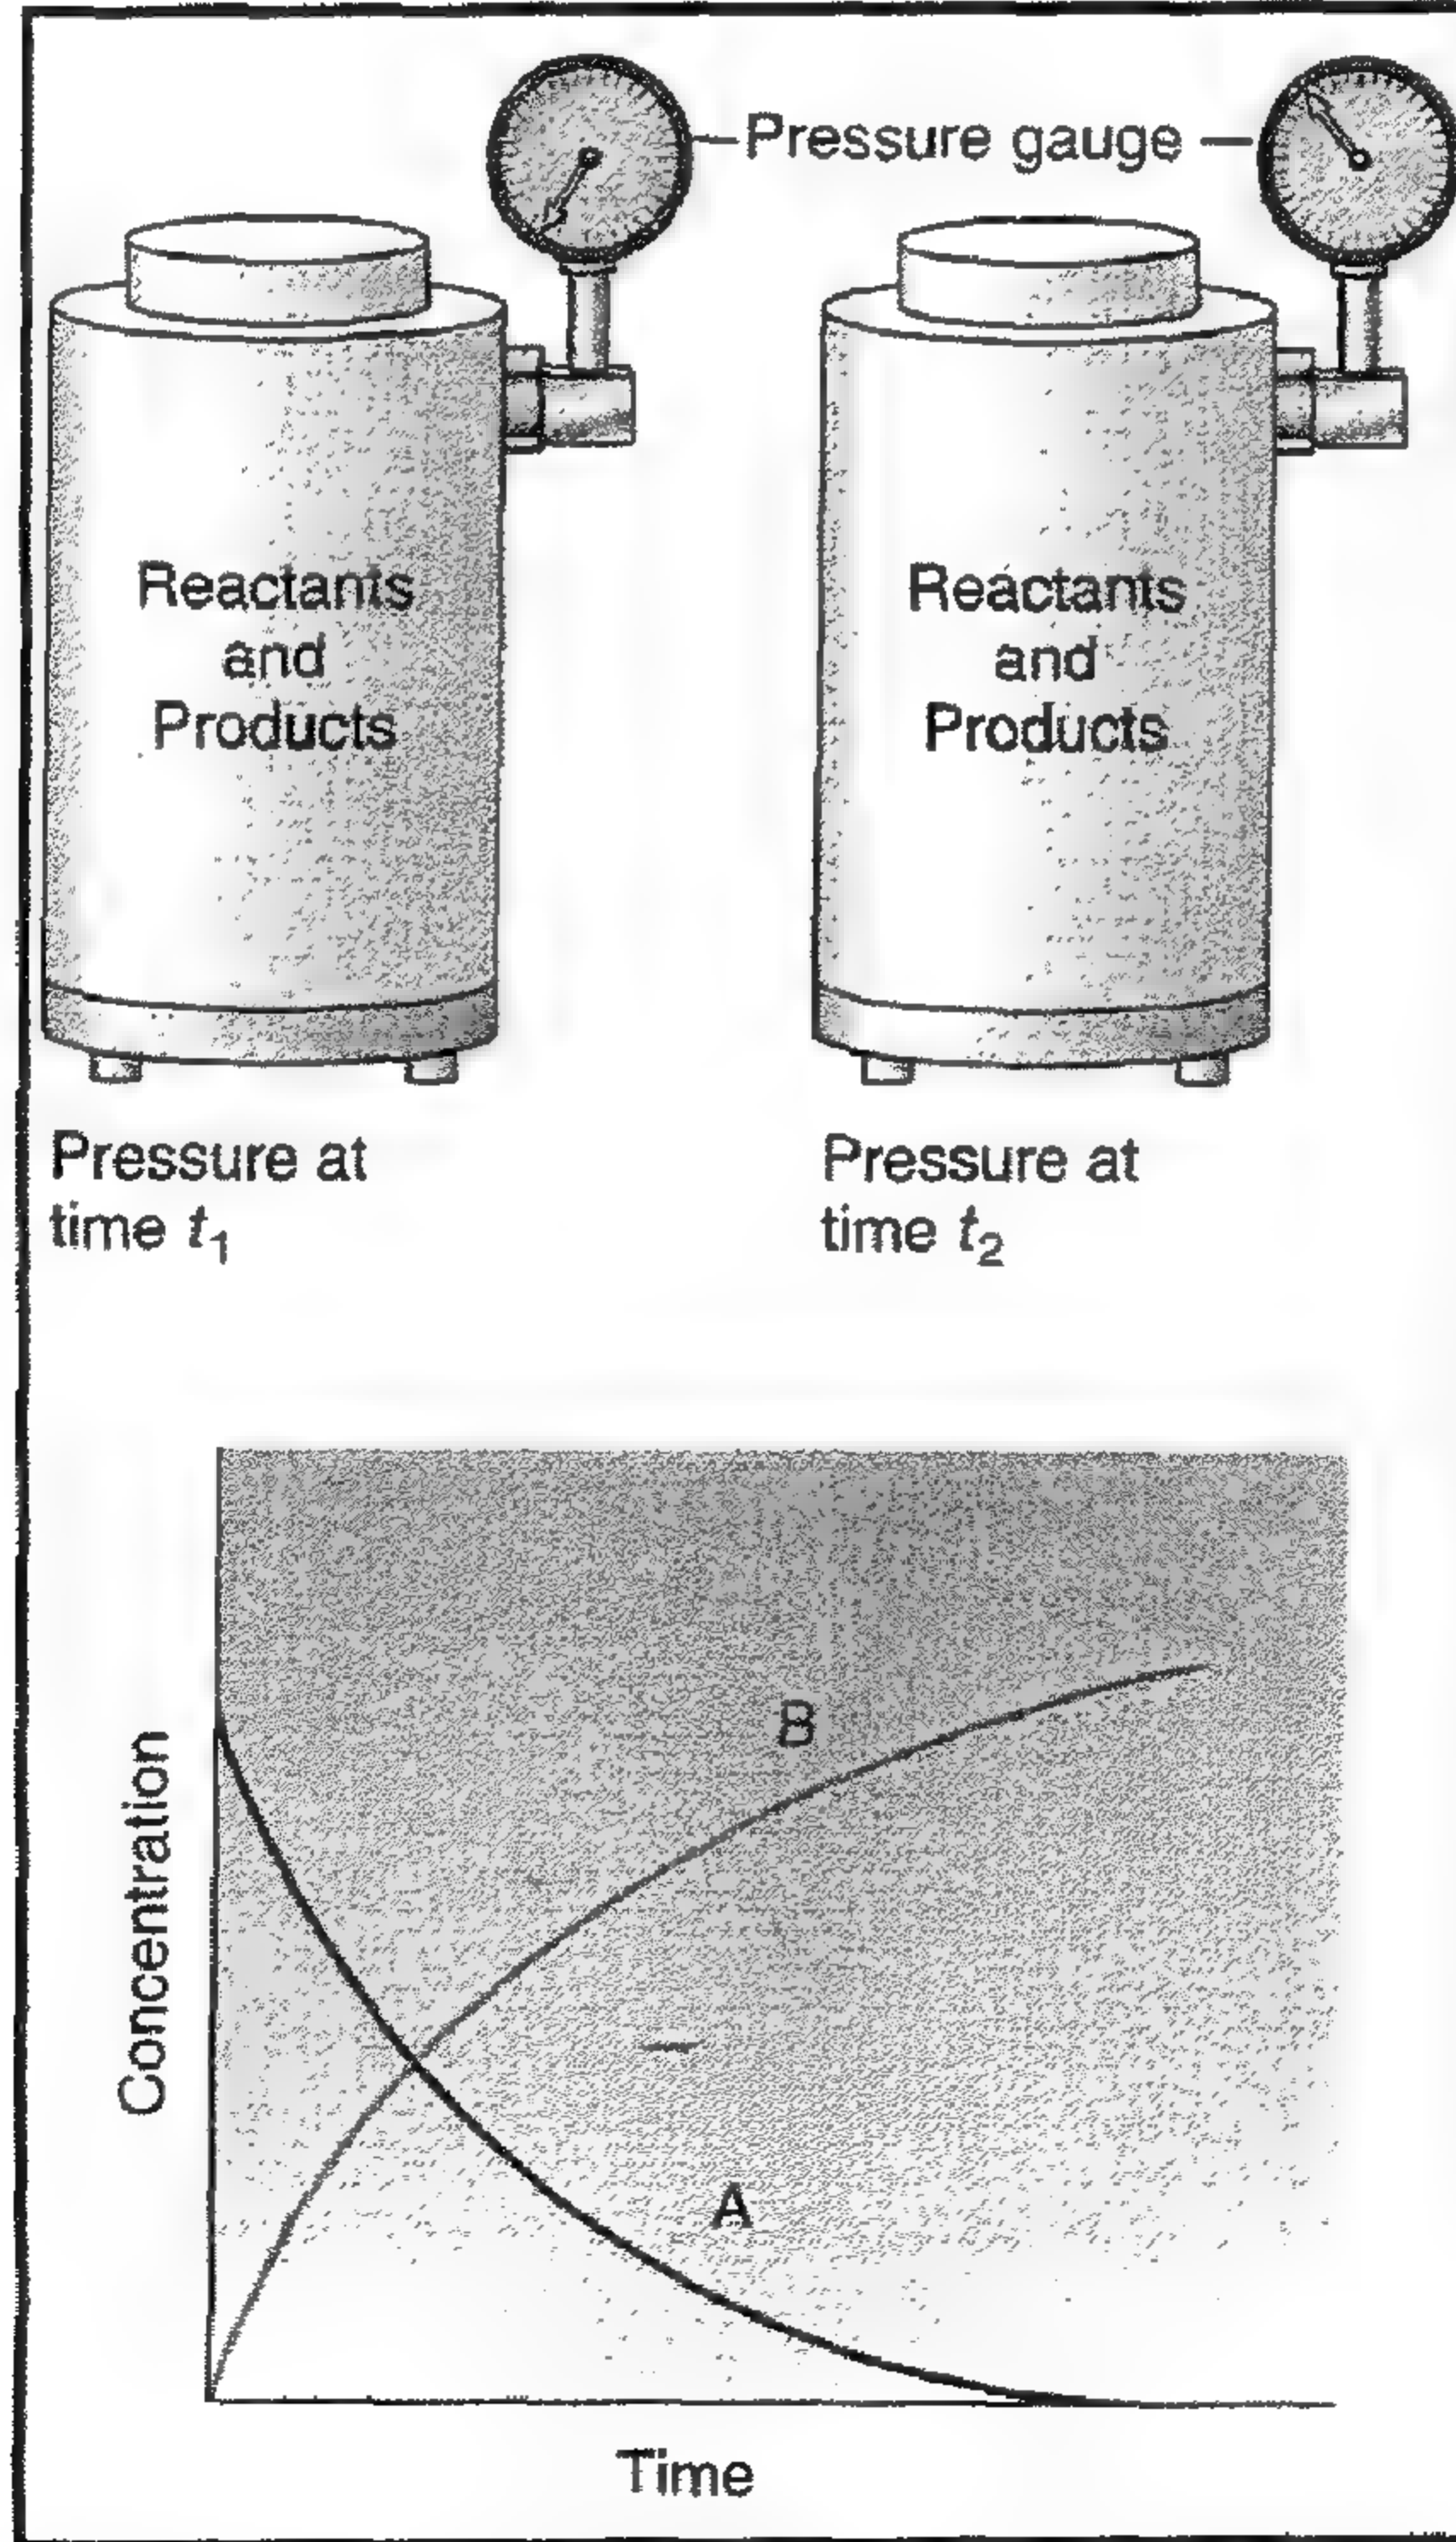 Pressure gauge
Reactants
and
Products
Reactants
and
Products
Pressure at
time t₁
Pressure at
time t₂
Concentration
B
A
Time